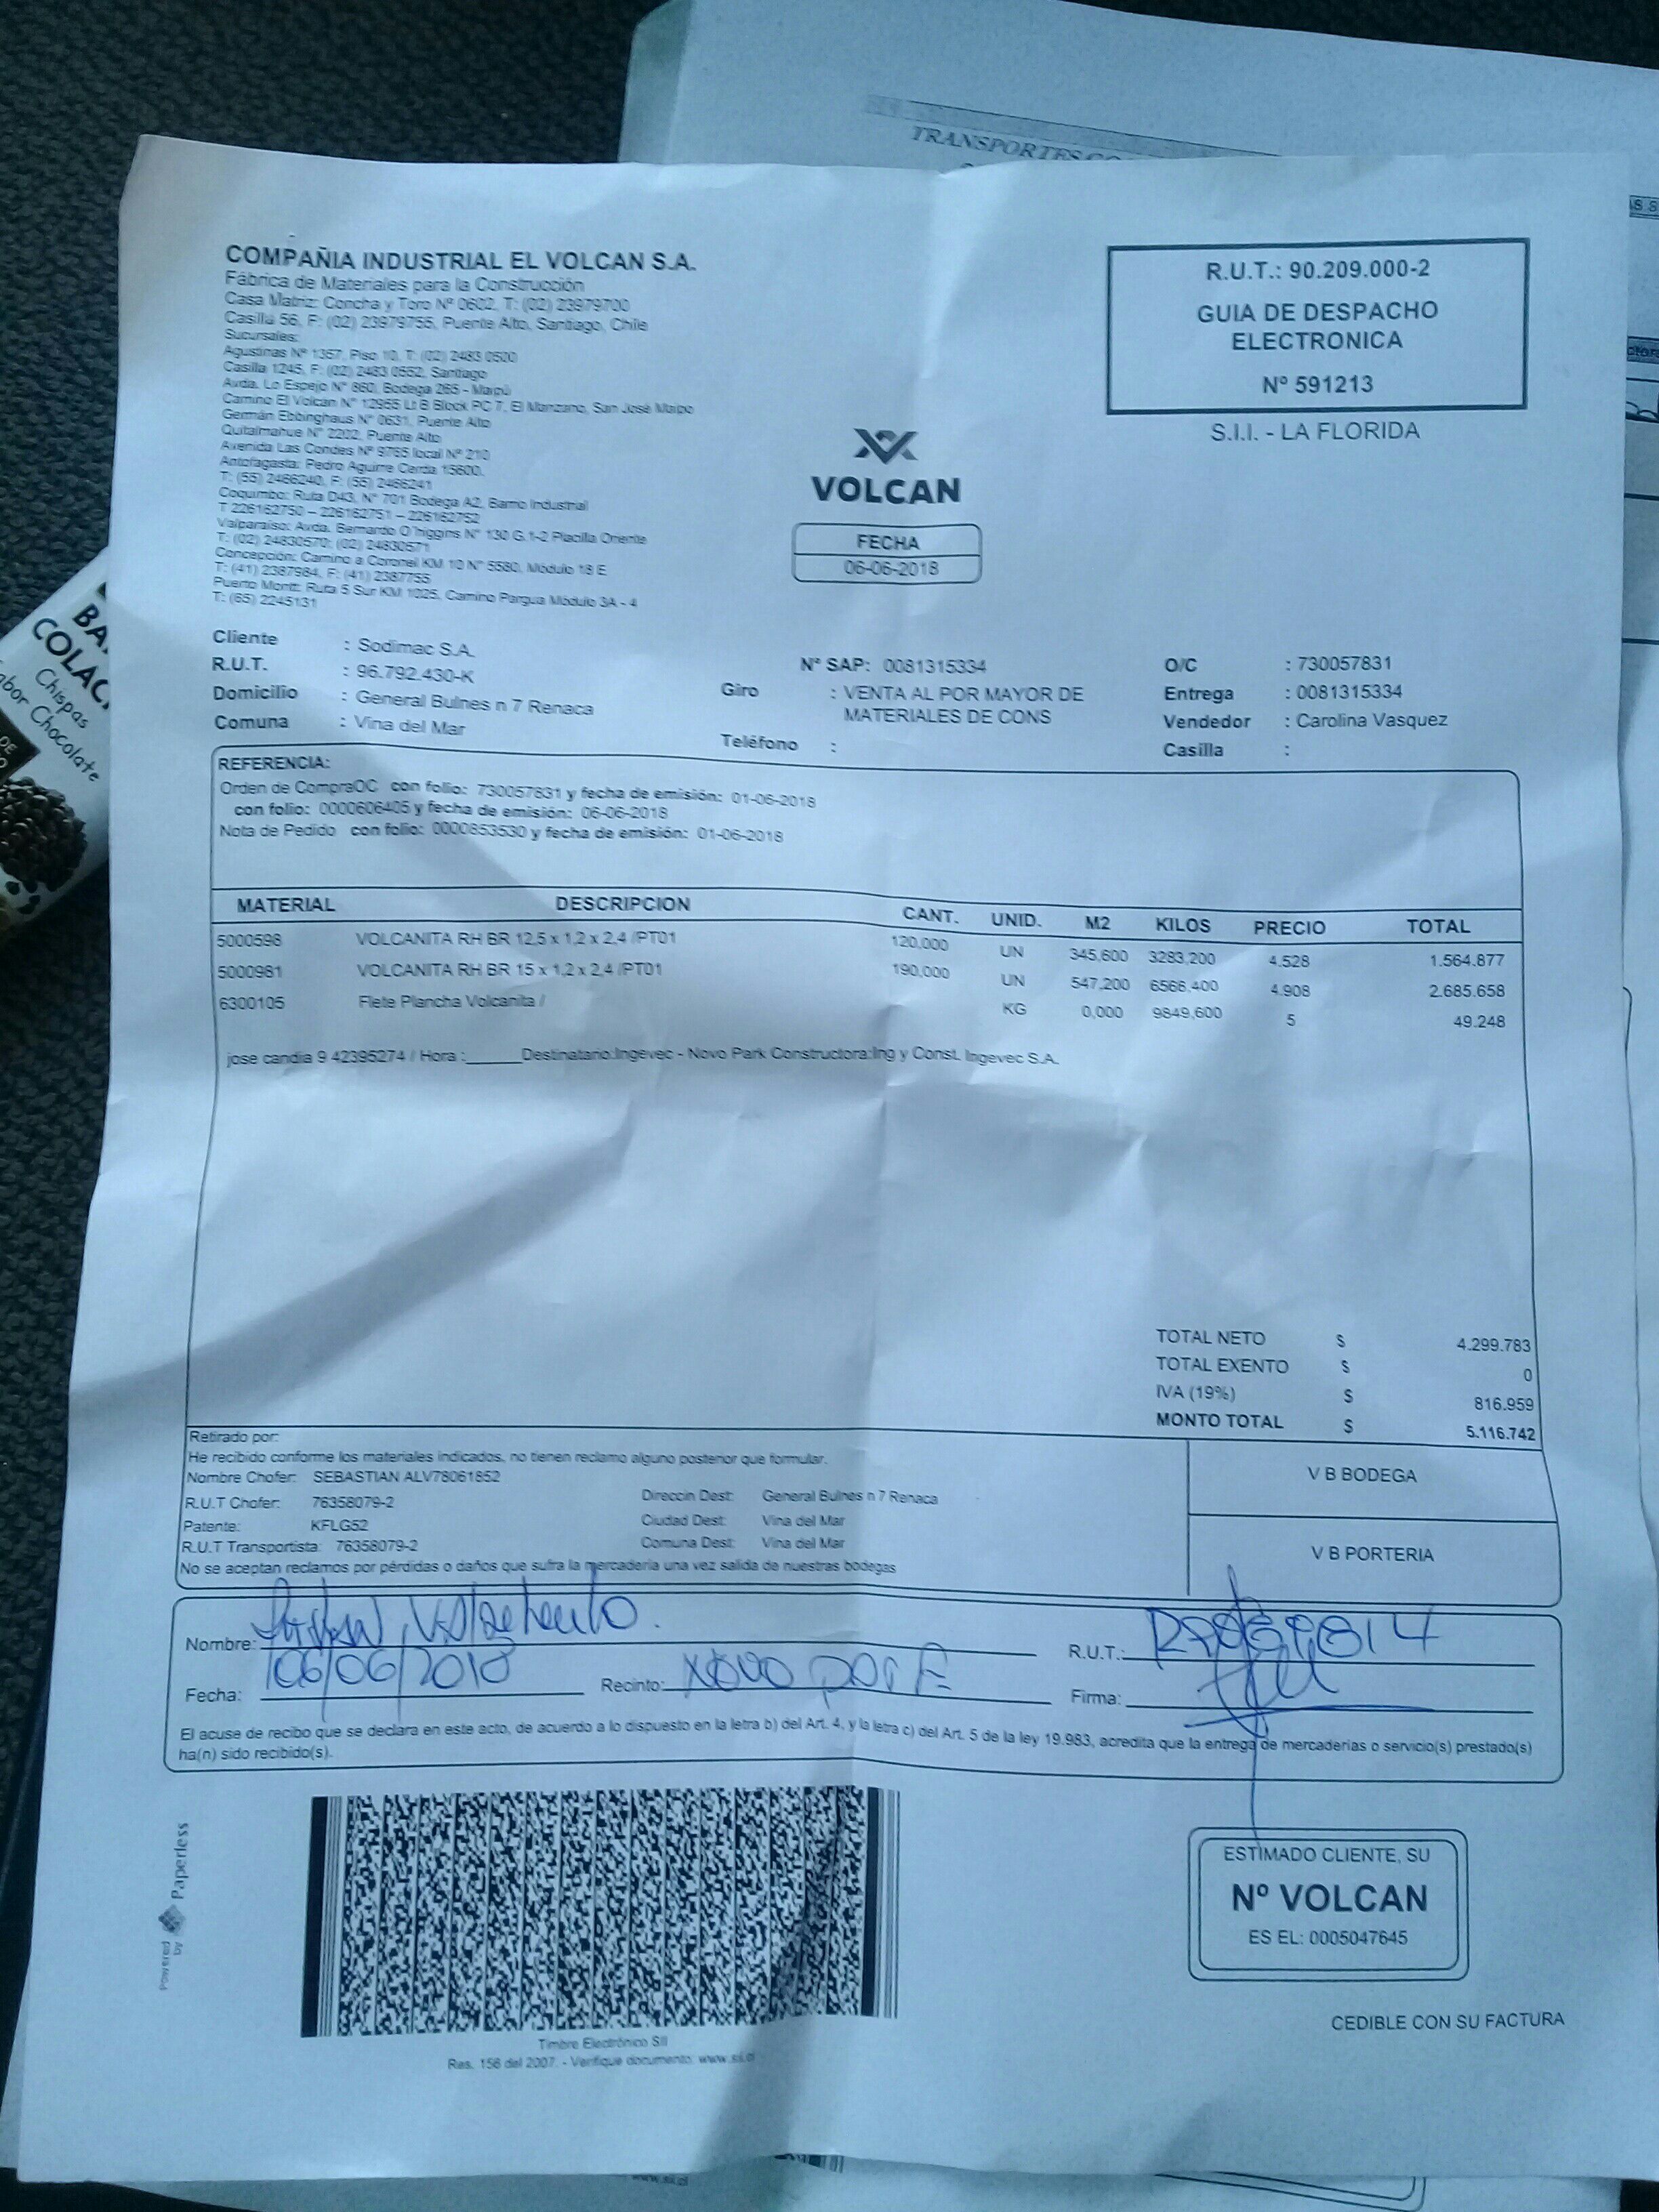 TRANSPORTES
COMPAÑIA INDUSTRIAL EL VOLCAN S.A.
Fábrica de Materiales para la Construcción
Casa Matriz: Concha y Toro Nº 0602, T: (02) 23979700
Casilla 56, F: (02) 23979755, Puente Alto, Santiago, Chile
Sucursales:
Agustinas Nº 1357, Piso 10, T: (02) 2483 0500
Casilla 1245, F: (02) 2483 0552, Santiago
Avda. Lo Espejo N° 860, Bodega 265 - Maipú
Camino El Volcán N° 12965 Lt B Block PC 7, El Manzano, San José Maipo
Germán Ebbinghaus N° 0631, Puente Alto
Quitalmahue N° 2202, Puente Alto
Avenida Las Condes Nº 9765 local Nº 210
Antofagasta: Pedro Aguirre Cerda 15600,
T: (55) 2466240, F: (55) 2466241
Coquimbo: Ruta D43, N° 701 Bodega A2, Barrio Industrial
T 226162750 – 226162751 – 226162752
Valparaíso: Avda. Bernardo O'higgins N° 130 G.1-2 Placilla Oriente
T: (02) 24830570; (02) 24830571
Concepción: Camino a Coronel KM 10 N° 5580, Módulo 18 E
T: (41) 2387984, F: (41) 2387755
Puerto Montt: Ruta 5 Sur KM 1025, Camino Pargua Módulo 3A - 4
T: (65) 2245131
R.U.T.: 90.209.000-2
GUIA DE DESPACHO
ELECTRONICA
Nº 591213
S.I.I. - LA FLORIDA
VOLCAN
FECHA
06-06-2018
Cliente : Sodimac S.A.
R.U.T. : 96.792.430-K
Domicilio : General Bulnes n 7 Renaca
Comuna : Vina del Mar
Nº SAP: 0081315334
Giro : VENTA AL POR MAYOR DE
MATERIALES DE CONS
Teléfono :
O/C : 730057831
Entrega : 0081315334
Vendedor : Carolina Vasquez
Casilla :
REFERENCIA:
Orden de CompraOC con folio: 730057831 y fecha de emisión: 01-06-2018
con folio: 0000606405 y fecha de emisión: 06-06-2018
Nota de Pedido con folio: 0000853530 y fecha de emisión: 01-06-2018
MATERIAL DESCRIPCION CANT. UNID. M2 KILOS PRECIO TOTAL
5000598 VOLCANITA RH BR 12,5 x 1,2 x 2,4 /PT01 120,000 UN 345,600 3283,200 4.528 1.564.877
5000981 VOLCANITA RH BR 15 x 1,2 x 2,4 /PT01 190,000 UN 547,200 6566,400 4.908 2.685.658
6300105 Flete Plancha Volcanita / KG 0,000 9849,600 5 49.248
jose candia 9 42395274 / Hora :______Destinatario:Ingevec - Novo Park Constructora:Ing y Const. Ingevec S.A.
TOTAL NETO $ 4.299.783
TOTAL EXENTO $ 0
IVA (19%) $ 816.959
MONTO TOTAL $ 5.116.742
Retirado por:
He recibido conforme los materiales indicados, no tienen reclamo alguno posterior que formular.
Nombre Chofer: SEBASTIAN ALV78061852
R.U.T Chofer: 76358079-2 Direccin Dest: General Bulnes n 7 Renaca
Patente: KFLG52 Ciudad Dest: Vina del Mar
R.U.T Transportista: 76358079-2 Comuna Dest: Vina del Mar
No se aceptan reclamos por pérdidas o daños que sufra la mercadería una vez salida de nuestras bodegas
V B BODEGA
V B PORTERIA
Nombre:
R.U.T.:
Fecha: 06/06/2018 Recinto: NOVO
Firma:
El acuse de recibo que se declara en este acto, de acuerdo a lo dispuesto en la letra b) del Art. 4, y la letra c) del Art. 5 de la ley 19.983, acredita que la entrega de mercaderías o servicio(s) prestado(s)
ha(n) sido recibido(s).
Powered by Paperless
Timbre Electrónico SII
Res. 156 del 2007. - Verifique documento: www.sii.cl
ESTIMADO CLIENTE, SU
Nº VOLCAN
ES EL: 0005047645
CEDIBLE CON SU FACTURA
Chispas
Chocolate
www.sii.cl